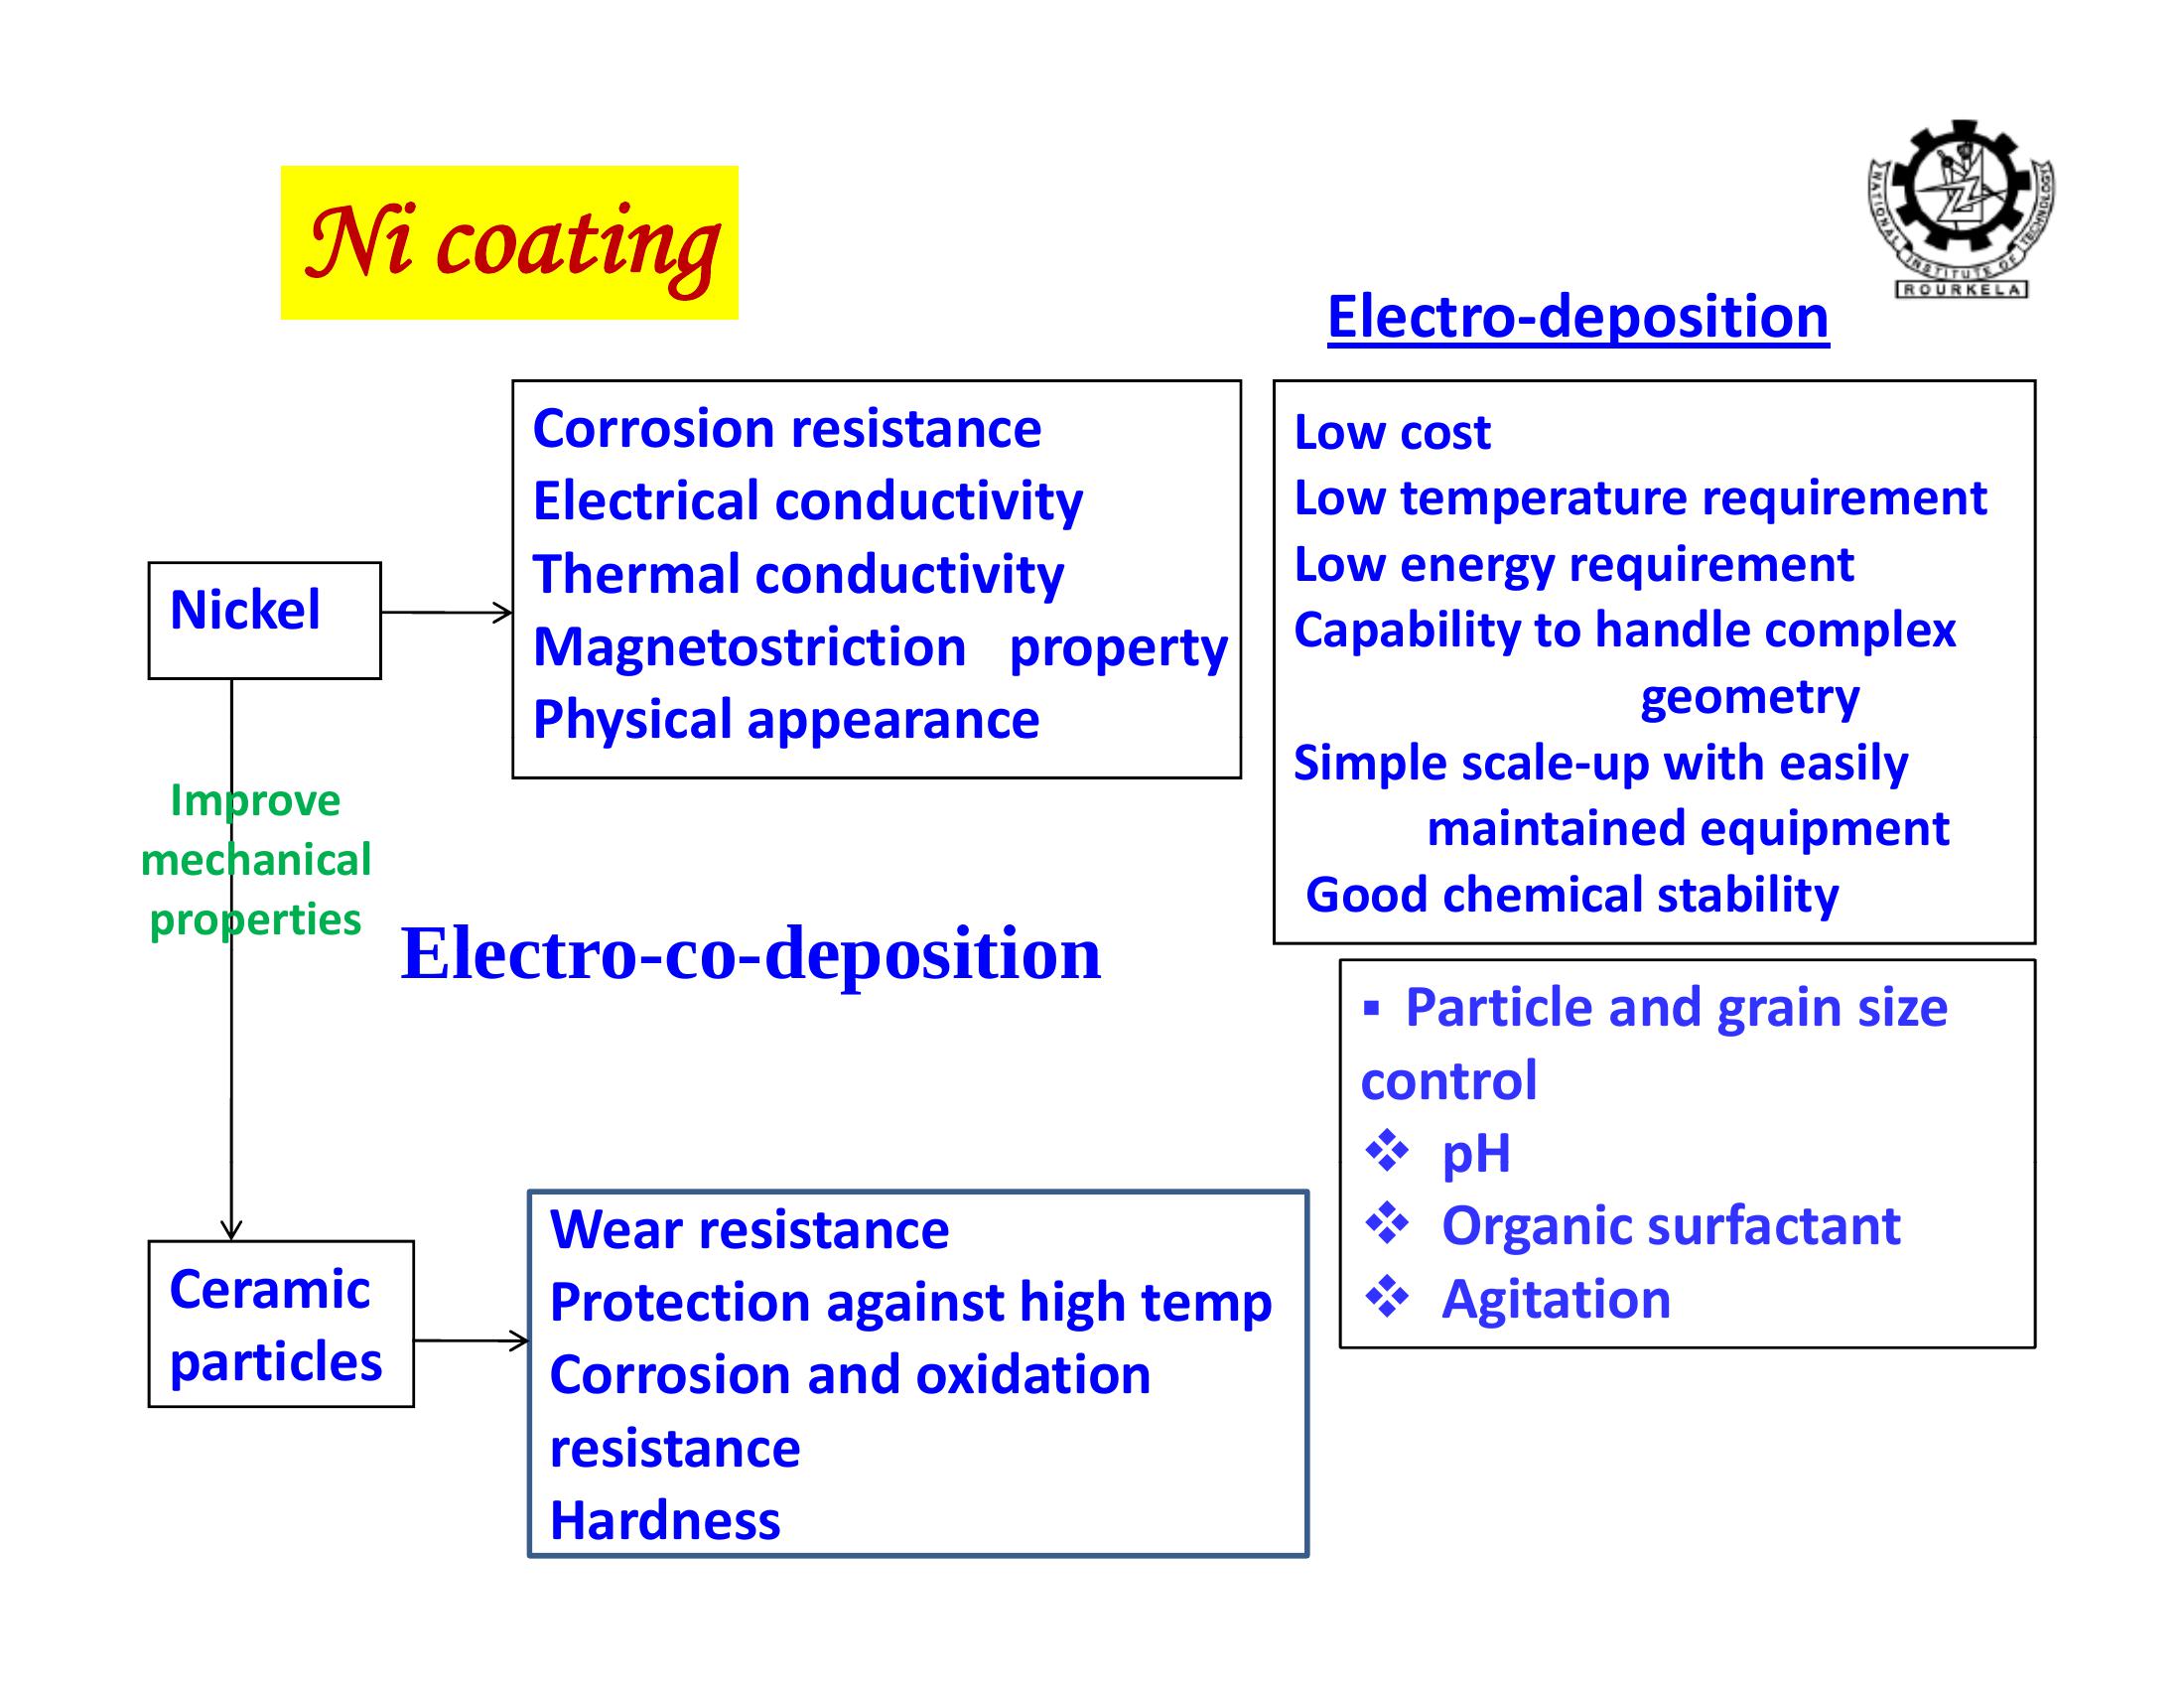 Ni coating
NATIONAL INSTITUTE OF TECHNOLOGY
ROURKELA
Electro-deposition
Corrosion resistance
Electrical conductivity
Thermal conductivity
Magnetostriction property
Physical appearance
Low cost
Low temperature requirement
Low energy requirement
Capability to handle complex
geometry
Simple scale-up with easily
maintained equipment
Good chemical stability
Nickel
Improve
mechanical
properties
Electro-co-deposition
▪ Particle and grain size
control
❖ pH
❖ Organic surfactant
❖ Agitation
Ceramic
particles
Wear resistance
Protection against high temp
Corrosion and oxidation
resistance
Hardness